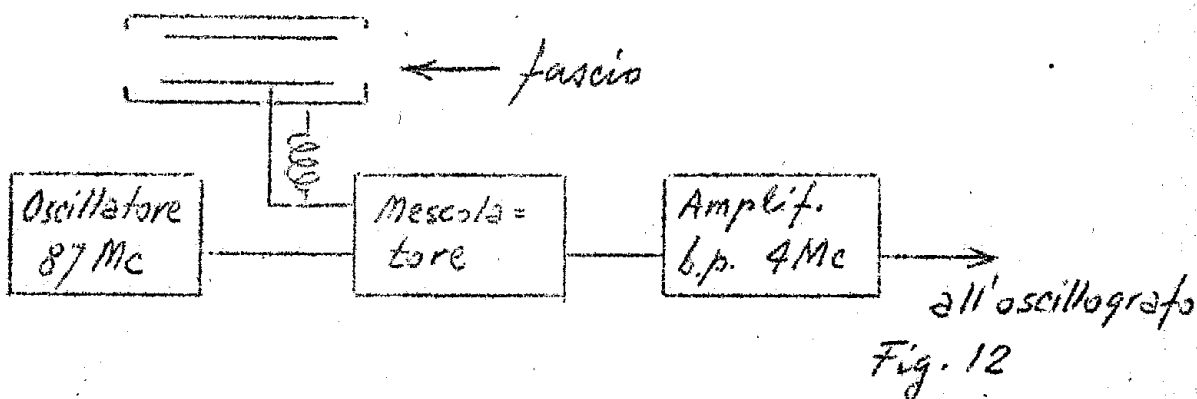 fascio
Oscillatore
87 Mc
Mescola=
tore
Amplif.
b.p. 4Mc
all'oscillografo
Fig. 12